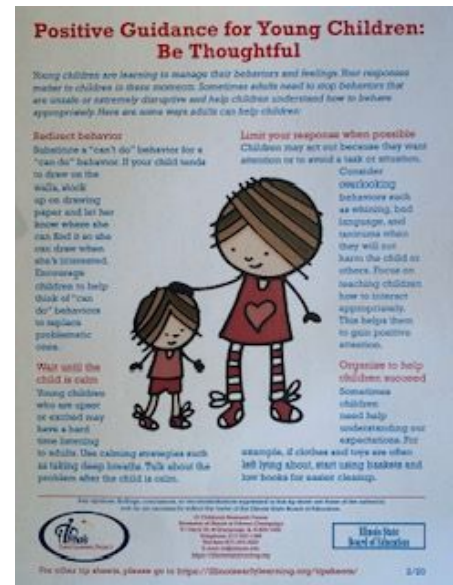 Positive Guidance for Young Children:
Be Thoughtful
Young children are learning to manage their behaviors and feelings. Your responses
matter to children in these moments. Sometimes adults need to stop behaviors that
are unsafe or extremely disruptive and help children understand how to behave
appropriately. Here are some ways adults can help children:
Redirect behavior
Substitute a "can't do" behavior for a
"can do" behavior. If your child tends
to draw on the
walls, stock
up on drawing
paper and let her
know where she
can find it so she
can draw when
she's interested.
Encourage
children to help
think of "can
do" behaviors
to replace
problematic
ones.
Wait until the
child is calm
Young children
who are upset
or excited may
have a hard
time listening
to adults. Use calming strategies such
as taking deep breaths. Talk about the
problem after the child is calm.
Limit your response when possible
Children may act out because they want
attention or to avoid a task or situation.
Consider
overlooking
behaviors such
as whining, bad
language, and
tantrums when
they will not
harm the child or
others. Focus on
teaching children
how to interact
appropriately.
This helps them
to gain positive
attention.
Organize to help
children succeed
Sometimes
children
need help
understanding our
expectations. For
example, if clothes and toys are often
left lying about, start using baskets and
low books for easier cleanup.
Illinois State
Board of Education
For other tip sheets, please go to https://illinoisearlylearning.org/tipsheets/